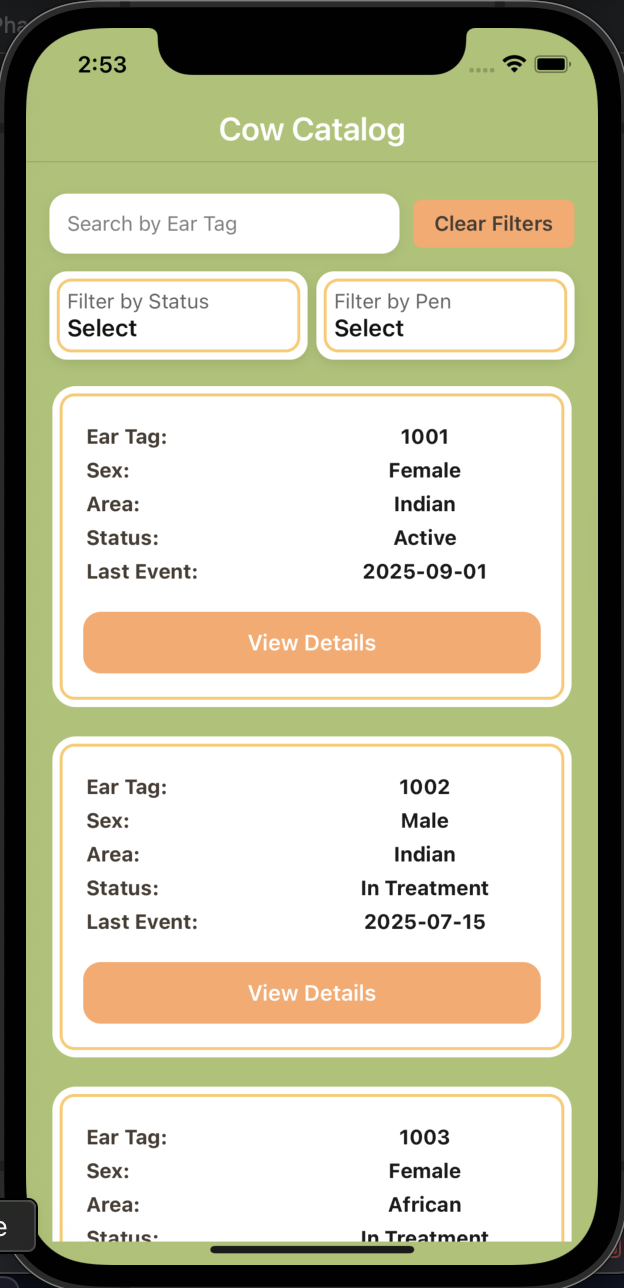 Pha
2:53
Cow Catalog
Search by Ear Tag
Clear Filters
Filter by Status
Select
Filter by Pen
Select
Ear Tag: 1001
Sex: Female
Area: Indian
Status: Active
Last Event: 2025-09-01
View Details
Ear Tag: 1002
Sex: Male
Area: Indian
Status: In Treatment
Last Event: 2025-07-15
View Details
Ear Tag: 1003
Sex: Female
Area: African
Status: In Treatment
e